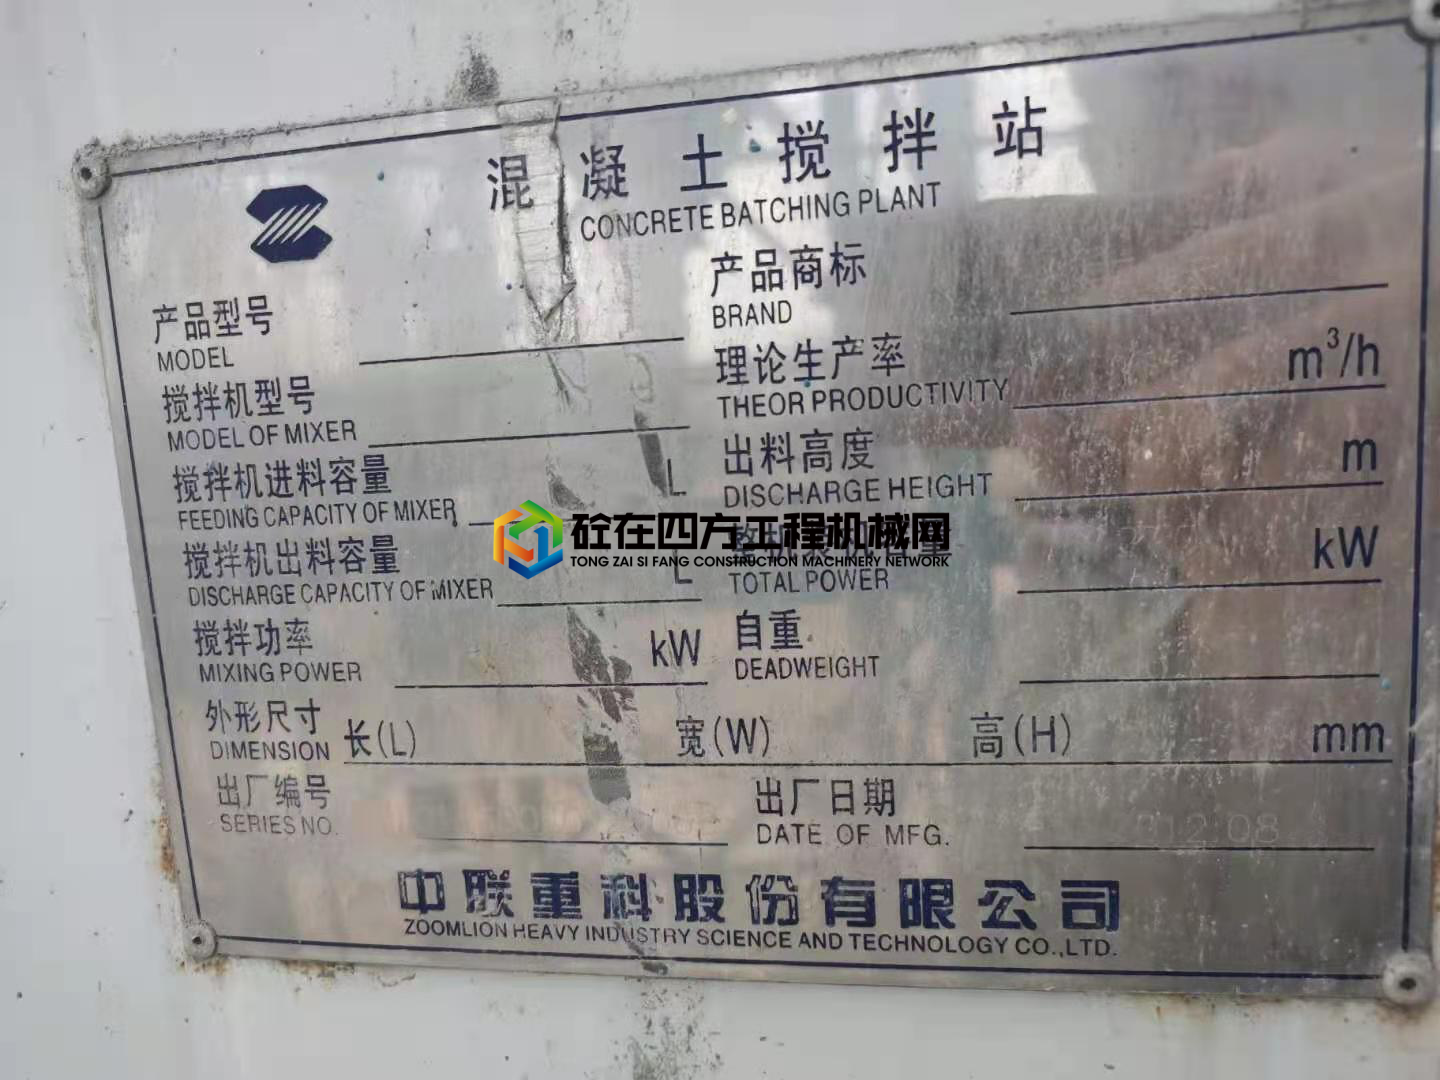 混凝土搅拌站
CONCRETE BATCHING PLANT
产品型号
MODEL
产品商标
BRAND
搅拌机型号
MODEL OF MIXER
理论生产率 m³/h
THEOR PRODUCTIVITY
搅拌机进料容量 L
FEEDING CAPACITY OF MIXER
出料高度 m
DISCHARGE HEIGHT
砼在四方工程机械网
TONG ZAI SI FANG CONSTRUCTION MACHINERY NETWORK
搅拌机出料容量 L
DISCHARGE CAPACITY OF MIXER
整机装机容量 kW
TOTAL POWER
搅拌功率 kW
MIXING POWER
自重
DEADWEIGHT
外形尺寸 长(L) 宽(W) 高(H) mm
DIMENSION
出厂编号
SERIES NO.
出厂日期
DATE OF MFG.
中联重科股份有限公司
ZOOMLION HEAVY INDUSTRY SCIENCE AND TECHNOLOGY CO.,LTD.